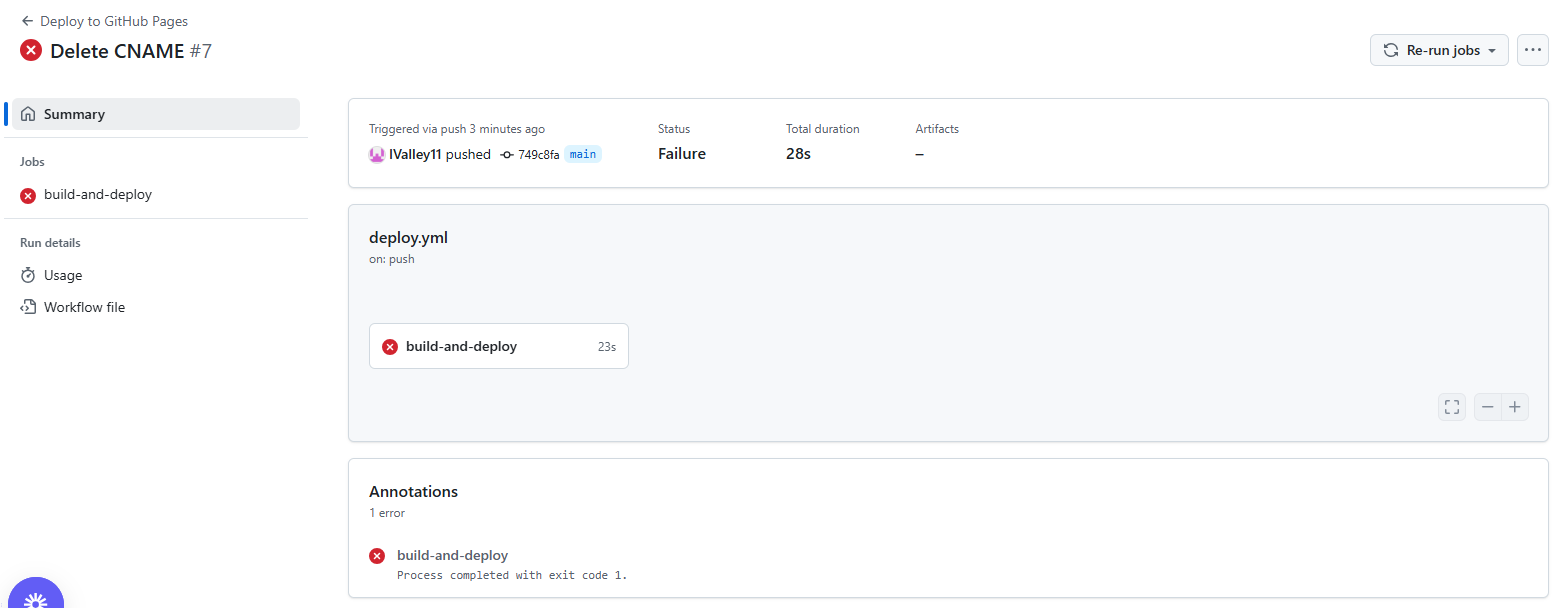 Deploy to GitHub Pages
Delete CNAME #7
Re-run jobs
Summary
Jobs
build-and-deploy
Run details
Usage
Workflow file
Triggered via push 3 minutes ago
IValley11 pushed 749c8fa main
Status
Failure
Total duration
28s
Artifacts
–
deploy.yml
on: push
build-and-deploy 23s
Annotations
1 error
build-and-deploy
Process completed with exit code 1.